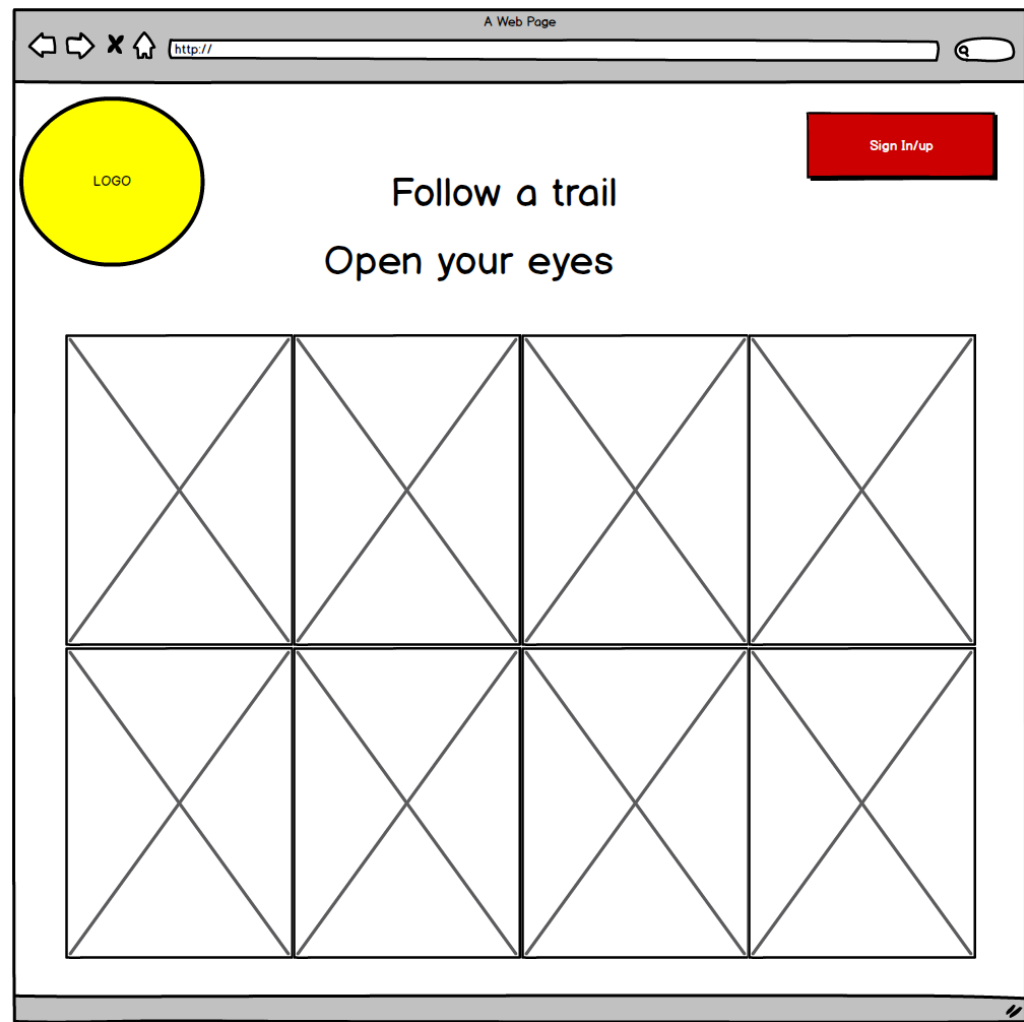 A Web Page
http://
LOGO
Sign In/up
Follow a trail
Open your eyes